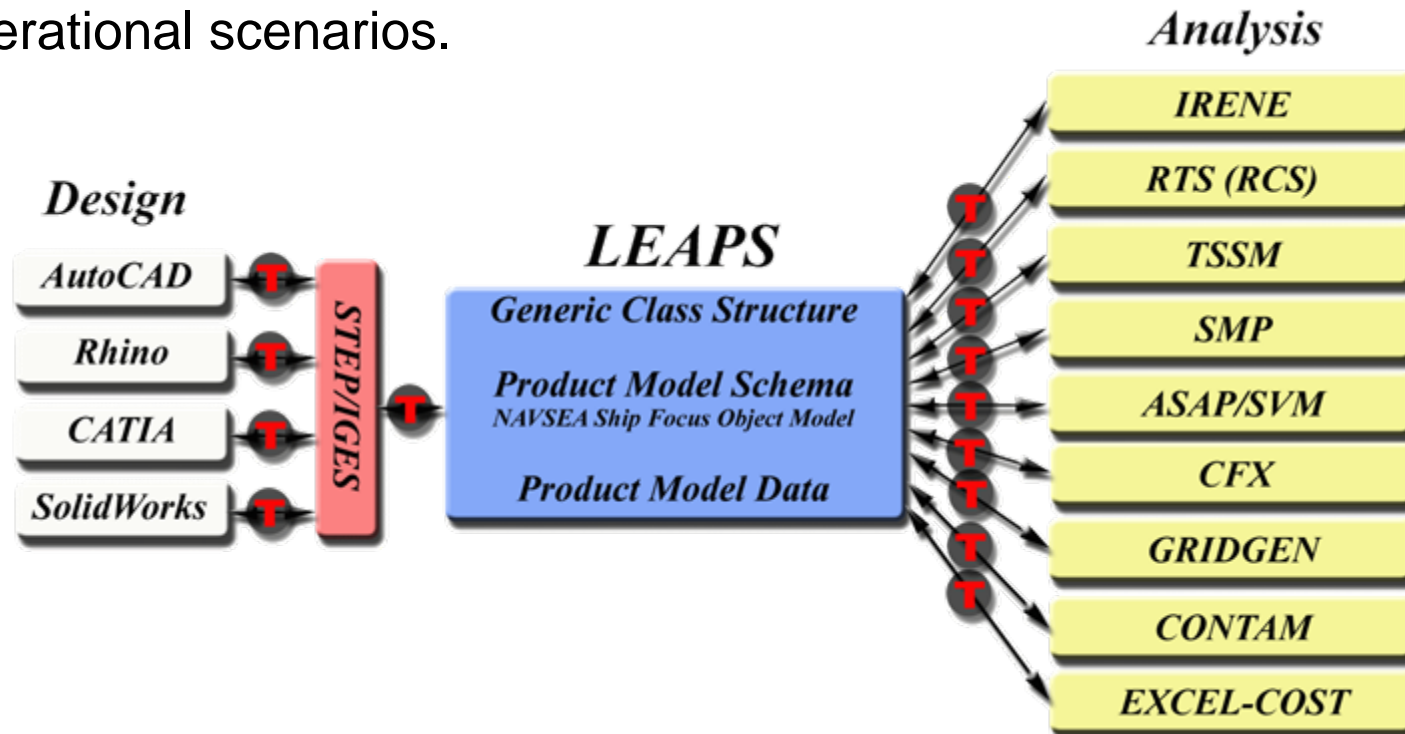 erational scenarios.
Design
AutoCAD
T
Rhino
T
CATIA
T
SolidWorks
T
STEP/IGES
T
LEAPS
Generic Class Structure
Product Model Schema
NAVSEA Ship Focus Object Model
Product Model Data
T
T
T
T
T
T
T
T
T
Analysis
IRENE
RTS (RCS)
TSSM
SMP
ASAP/SVM
CFX
GRIDGEN
CONTAM
EXCEL-COST